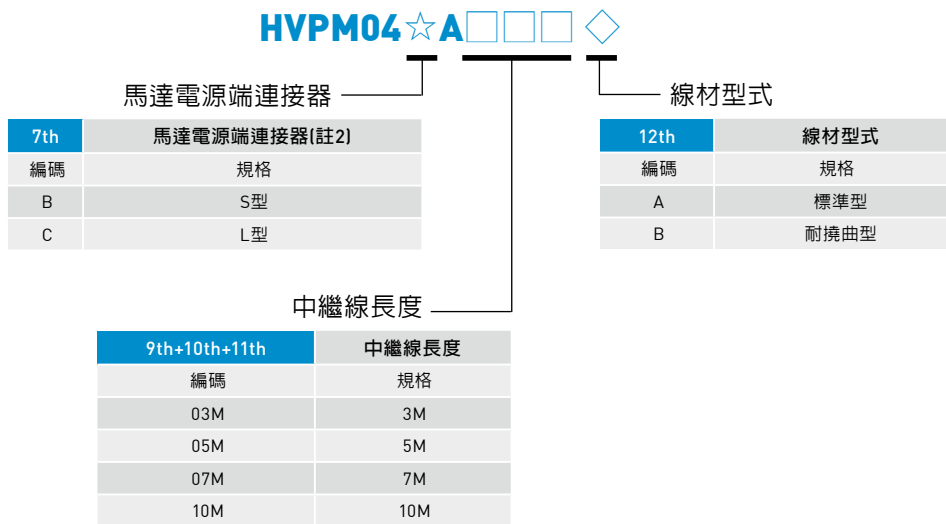 HVPM04☆A□□□◇
馬達電源端連接器
線材型式
7th 馬達電源端連接器(註2)
編碼 規格
B S型
C L型
12th 線材型式
編碼 規格
A 標準型
B 耐撓曲型
中繼線長度
9th+10th+11th 中繼線長度
編碼 規格
03M 3M
05M 5M
07M 7M
10M 10M